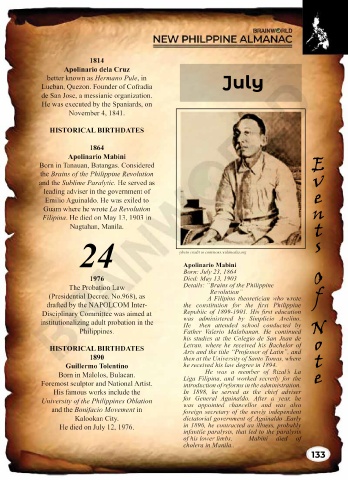 BRAINWORLD
NEW PHILPPINE ALMANAC
1814
Apolinario dela Cruz
better known as Hermano Pule, in
Lucban, Quezon. Founder of Cofradia
de San Jose, a messianic organization.
He was executed by the Spaniards, on
November 4, 1841.
HISTORICAL BIRTHDATES
1864
Apolinario Mabini
Born in Tanauan, Batangas. Considered
the Brains of the Philippine Revolution
and the Sublime Paralytic. He served as
leading adviser in the government of
Emilio Aguinaldo. He was exiled to
Guam where he wrote La Revolution
Filipina. He died on May 13, 1903 in
Nagtahan, Manila.
24
1976
The Probation Law
(Presidential Decree. No.968), as
drafted by the NAPOLCOM Inter-
Disciplinary Committee was aimed at
institutionalizing adult probation in the
Philippines.
HISTORICAL BIRTHDATES
1890
Guillermo Tolentino
Born in Malolos, Bulacan.
Foremost sculptor and National Artist.
His famous works include the
University of the Philippines Oblation
and the Bonifacio Movement in
Kalookan City.
He died on July 12, 1976.
July
photo credit to commons.wikimedia.org
Apolinario Mabini
Born: July 23, 1864
Died: May 13, 1903
Details: "Brains of the Philippine
Revolution"
A Filipino theoretician who wrote
the constitution for the first Philippine
Republic of 1899-1901. His first education
was administered by Simplicio Avelino.
He then attended school conducted by
Father Valerio Malabanan. He continued
his studies at the Colegio de San Juan de
Letran, where he received his Bachelor of
Arts and the title "Professor of Latin", and
then at the University of Santo Tomas, where
he received his law degree in 1894.
He was a member of Rizal's La
Liga Filipina, and worked secretly for the
introduction of reforms in the administration.
In 1898, he served as the chief adviser
for General Aguinaldo. After a year, he
was appointed chancellor and was also
foreign secretary of the newly independent
dictatorial government of Aguinaldo. Early
in 1896, he contracted an illness, probably
infantile paralysis, that led to the paralysis
of his lower limbs. Mabini died of
cholera in Manila.
Events Of Note
133